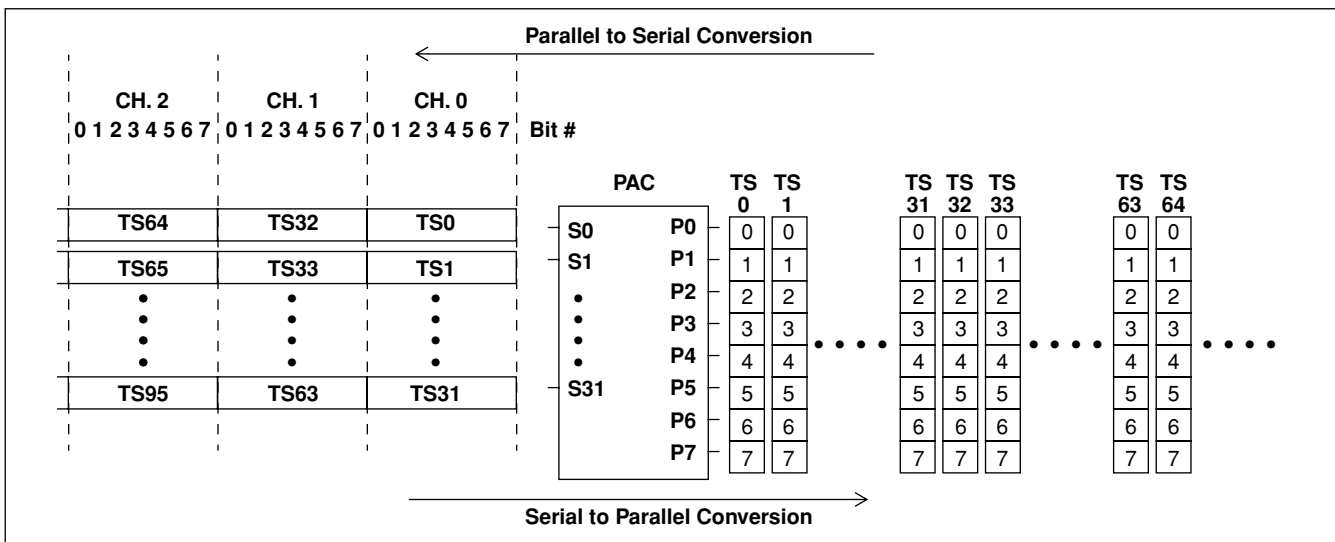 Parallel to Serial Conversion
CH. 2 CH. 1 CH. 0
0 1 2 3 4 5 6 7 0 1 2 3 4 5 6 7 0 1 2 3 4 5 6 7 Bit #
PAC TS TS TS TS TS TS TS
0 1 31 32 33 63 64
TS64 TS32 TS0 S0 P0 0 0 0 0 0 0 0
TS65 TS33 TS1 S1 P1 1 1 1 1 1 1 1
P2 2 2 2 2 2 2 2
P3 3 3 3 3 3 3 3
P4 4 4 4 4 4 4 4
TS95 TS63 TS31 S31 P5 5 5 5 5 5 5 5
P6 6 6 6 6 6 6 6
P7 7 7 7 7 7 7 7
Serial to Parallel Conversion